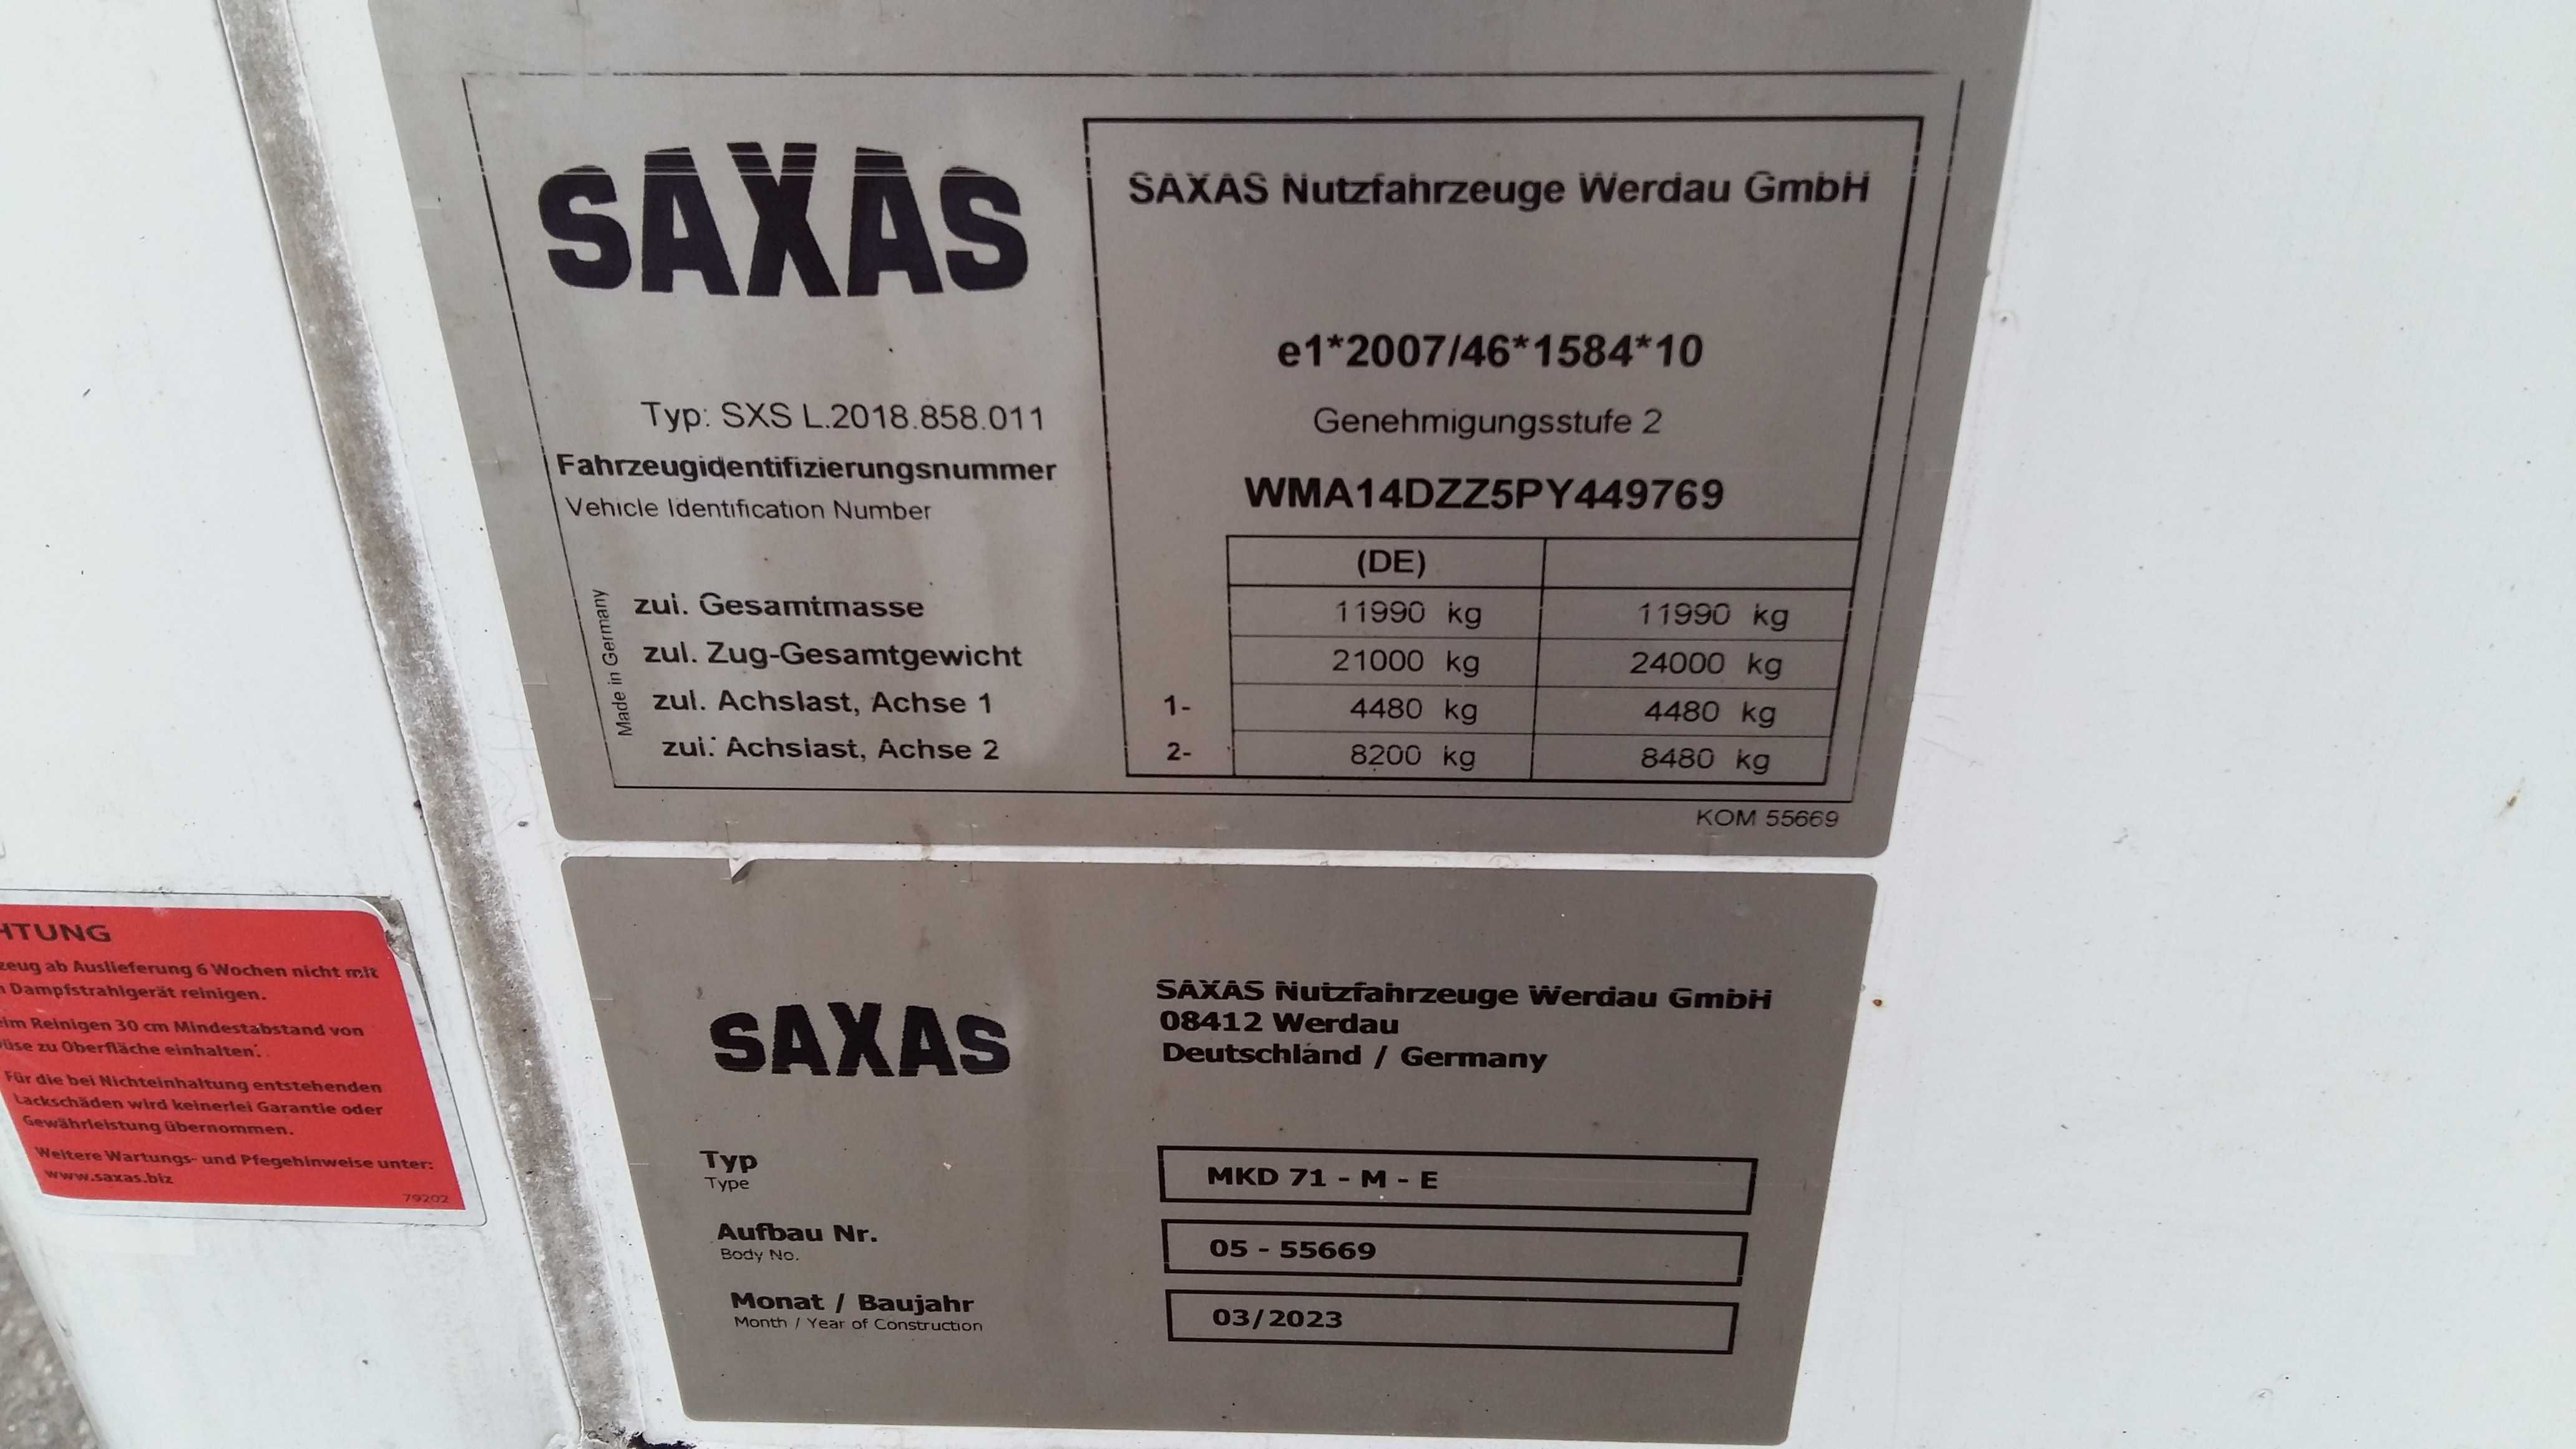 SAXAS
SAXAS Nutzfahrzeuge Werdau GmbH
e1*2007/46*1584*10
Typ: SXS L.2018.858.011
Genehmigungsstufe 2
Fahrzeugidentifizierungsnummer
Vehicle Identification Number
WMA14DZZ5PY449769
(DE)
Made in Germany
zul. Gesamtmasse 11990 kg 11990 kg
zul. Zug-Gesamtgewicht 21000 kg 24000 kg
zul. Achslast, Achse 1 1- 4480 kg 4480 kg
zul. Achslast, Achse 2 2- 8200 kg 8480 kg
KOM 55669
SAXAS
SAXAS Nutzfahrzeuge Werdau GmbH
08412 Werdau
Deutschland / Germany
Typ MKD 71 - M - E
Type
Aufbau Nr. 05 - 55669
Body No.
Monat / Baujahr 03/2023
Month / Year of Construction
HTUNG
zeug ab Auslieferung 6 Wochen nicht mit
Dampfstrahlgerät reinigen.
eim Reinigen 30 cm Mindestabstand von
üse zu Oberfläche einhalten.
Für die bei Nichteinhaltung entstehenden
Lackschäden wird keinerlei Garantie oder
Gewährleistung übernommen.
Weitere Wartungs- und Pfegehinweise unter:
www.saxas.biz
79202